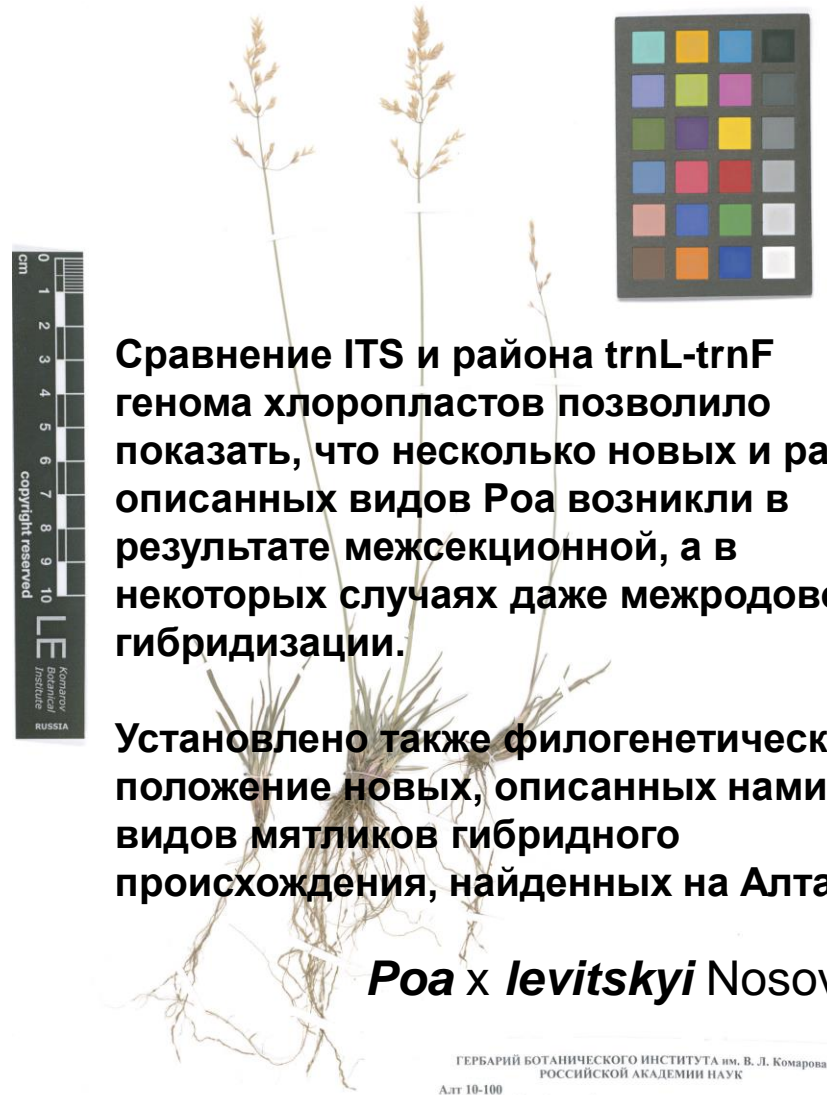 Сравнение ITS и района trnL-trnF
генома хлоропластов позволило
показать, что несколько новых и ра
описанных видов Poa возникли в
результате межсекционной, а в
некоторых случаях даже межродов
гибридизации.
Установлено также филогенетическ
положение новых, описанных нами
видов мятликов гибридного
происхождения, найденных на Алта
Poa x levitskyi Nosov
ГЕРБАРИЙ БОТАНИЧЕСКОГО ИНСТИТУТА им. В. Л. Комарова
РОССИЙСКОЙ АКАДЕМИИ НАУК
Алт 10-100
cm
0 1 2 3 4 5 6 7 8 9 10
copyright reserved
LE
Komarov
Botanical
Institute
RUSSIA